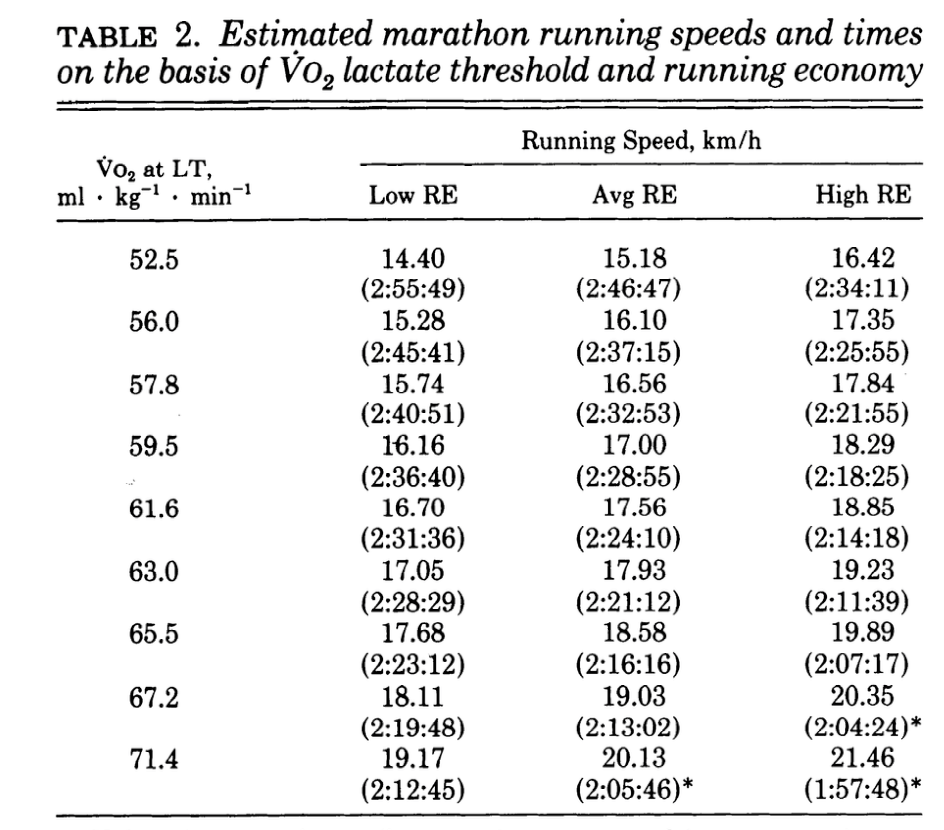 TABLE 2. Estimated marathon running speeds and times
on the basis of V̇O₂ lactate threshold and running economy
Running Speed, km/h
V̇O₂ at LT,
ml · kg⁻¹ · min⁻¹ Low RE Avg RE High RE
52.5 14.40 15.18 16.42
(2:55:49) (2:46:47) (2:34:11)
56.0 15.28 16.10 17.35
(2:45:41) (2:37:15) (2:25:55)
57.8 15.74 16.56 17.84
(2:40:51) (2:32:53) (2:21:55)
59.5 16.16 17.00 18.29
(2:36:40) (2:28:55) (2:18:25)
61.6 16.70 17.56 18.85
(2:31:36) (2:24:10) (2:14:18)
63.0 17.05 17.93 19.23
(2:28:29) (2:21:12) (2:11:39)
65.5 17.68 18.58 19.89
(2:23:12) (2:16:16) (2:07:17)
67.2 18.11 19.03 20.35
(2:19:48) (2:13:02) (2:04:24)*
71.4 19.17 20.13 21.46
(2:12:45) (2:05:46)* (1:57:48)*